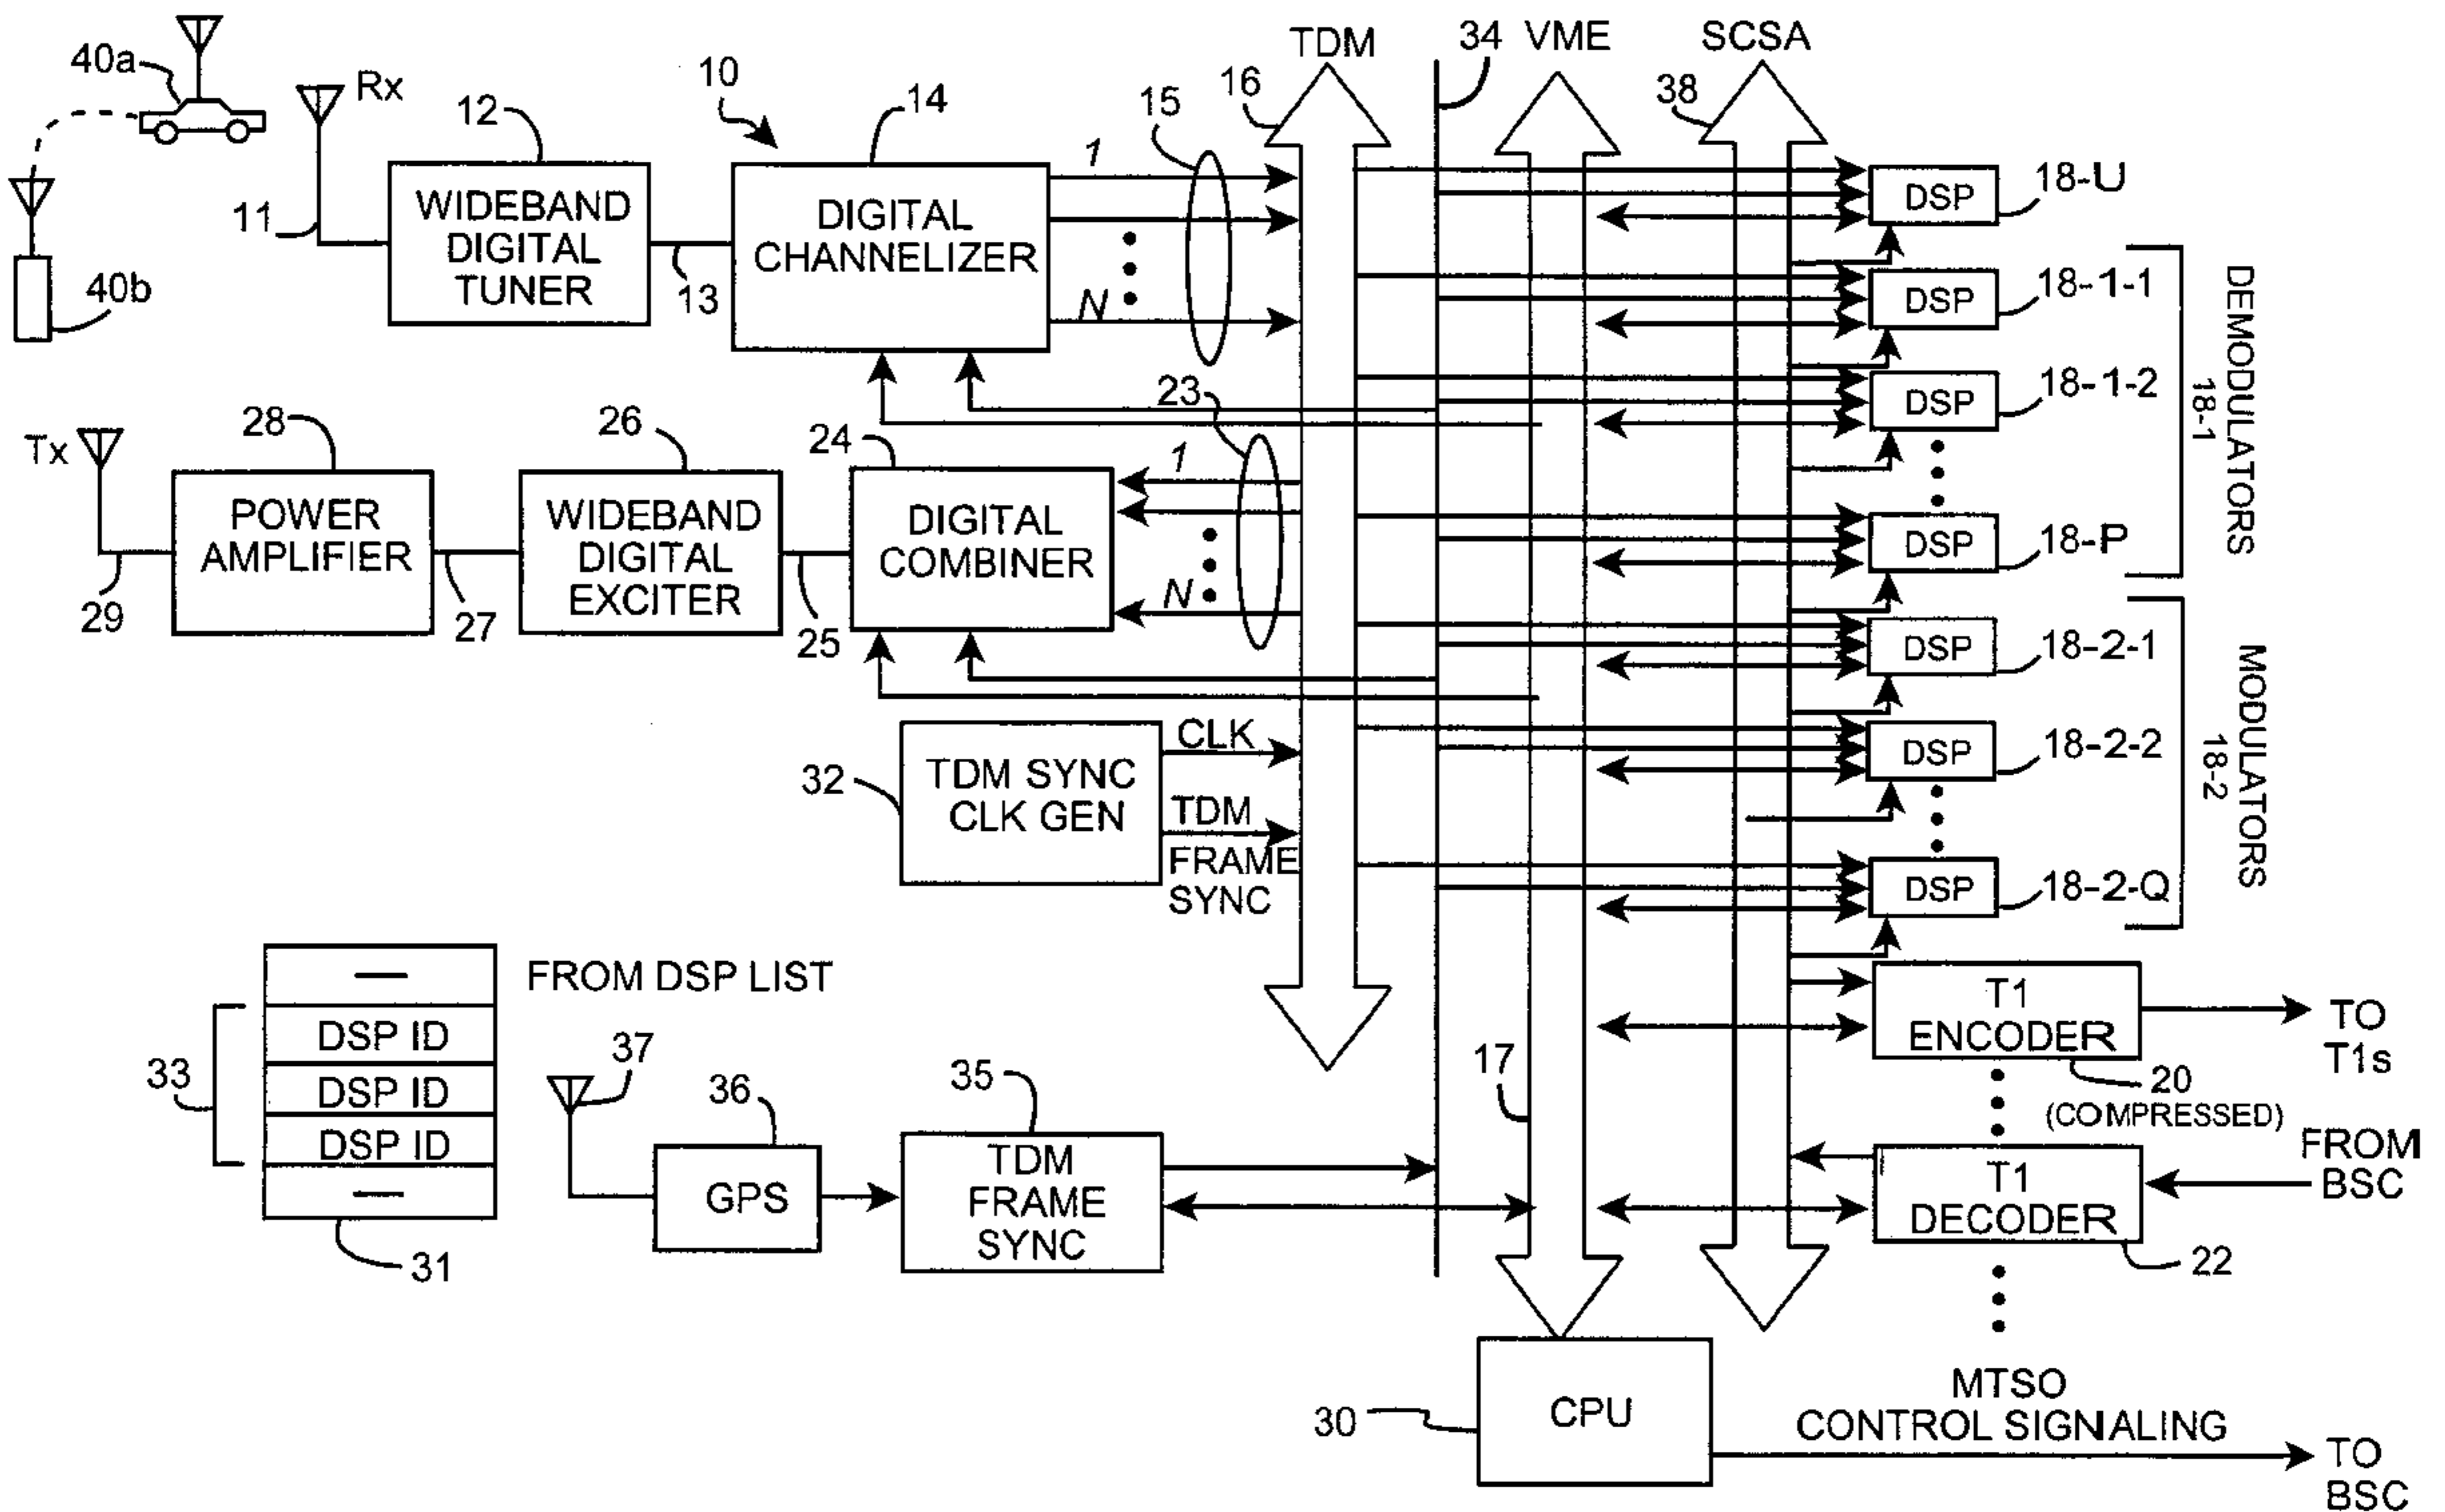 TDM
34
VME
SCSA
40a
Rx
12
10
14
15
16
38
1
WIDEBAND
DIGITAL
TUNER
DIGITAL
CHANNELIZER
DSP
18-U
11
13
40b
N
DSP
18-1-1
DEMODULATORS
18-1
DSP
18-1-2
23
Tx
28
26
24
1
POWER
AMPLIFIER
WIDEBAND
DIGITAL
EXCITER
DIGITAL
COMBINER
N
DSP
18-P
29
27
25
DSP
18-2-1
MODULATORS
18-2
32
TDM SYNC
CLK GEN
CLK
TDM
FRAME
SYNC
DSP
18-2-2
DSP
18-2-Q
—
FROM DSP LIST
33
DSP ID
DSP ID
DSP ID
—
31
37
36
35
17
GPS
TDM
FRAME
SYNC
T1
ENCODER
TO
T1s
20
(COMPRESSED)
T1
DECODER
FROM
BSC
22
30
CPU
MTSO
CONTROL SIGNALING
TO
BSC